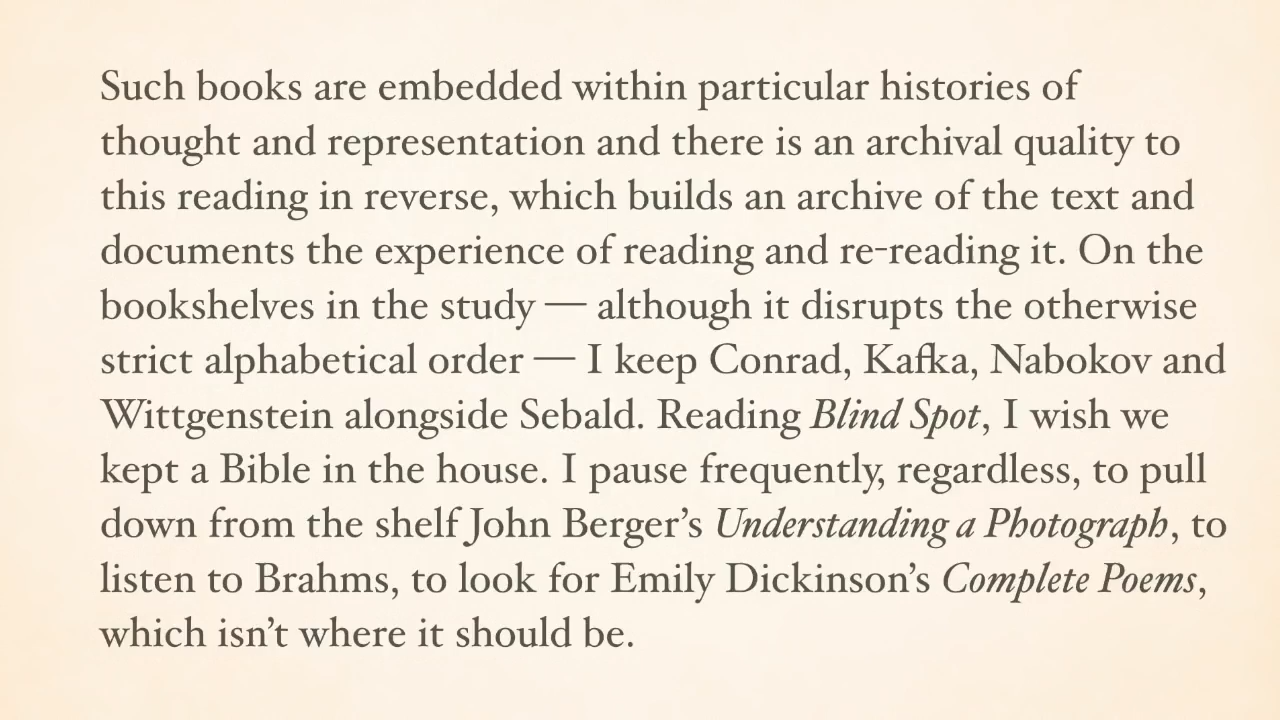 Such books are embedded within particular histories of
thought and representation and there is an archival quality to
this reading in reverse, which builds an archive of the text and
documents the experience of reading and re-reading it. On the
bookshelves in the study — although it disrupts the otherwise
strict alphabetical order — I keep Conrad, Kafka, Nabokov and
Wittgenstein alongside Sebald. Reading Blind Spot, I wish we
kept a Bible in the house. I pause frequently, regardless, to pull
down from the shelf John Berger’s Understanding a Photograph, to
listen to Brahms, to look for Emily Dickinson’s Complete Poems,
which isn’t where it should be.